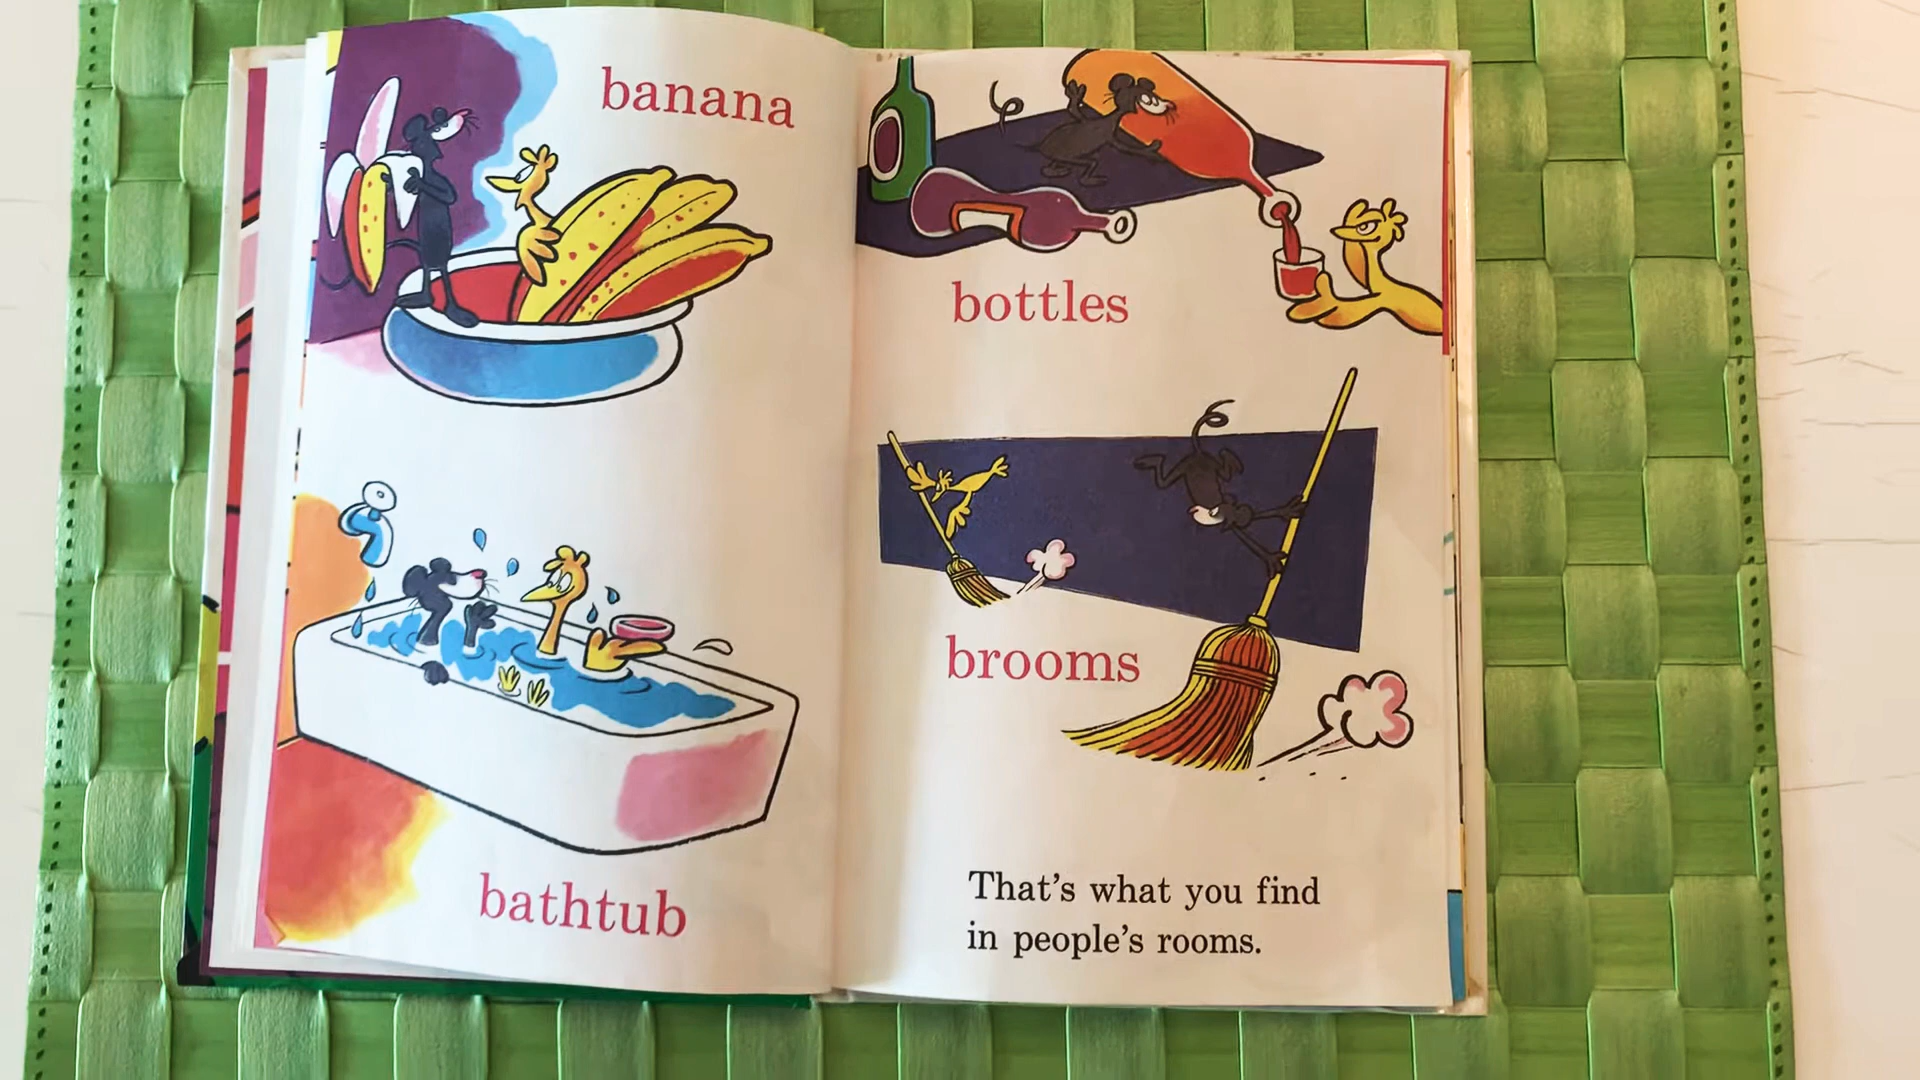 banana
bathtub
bottles
brooms
That's what you find
in people's rooms.